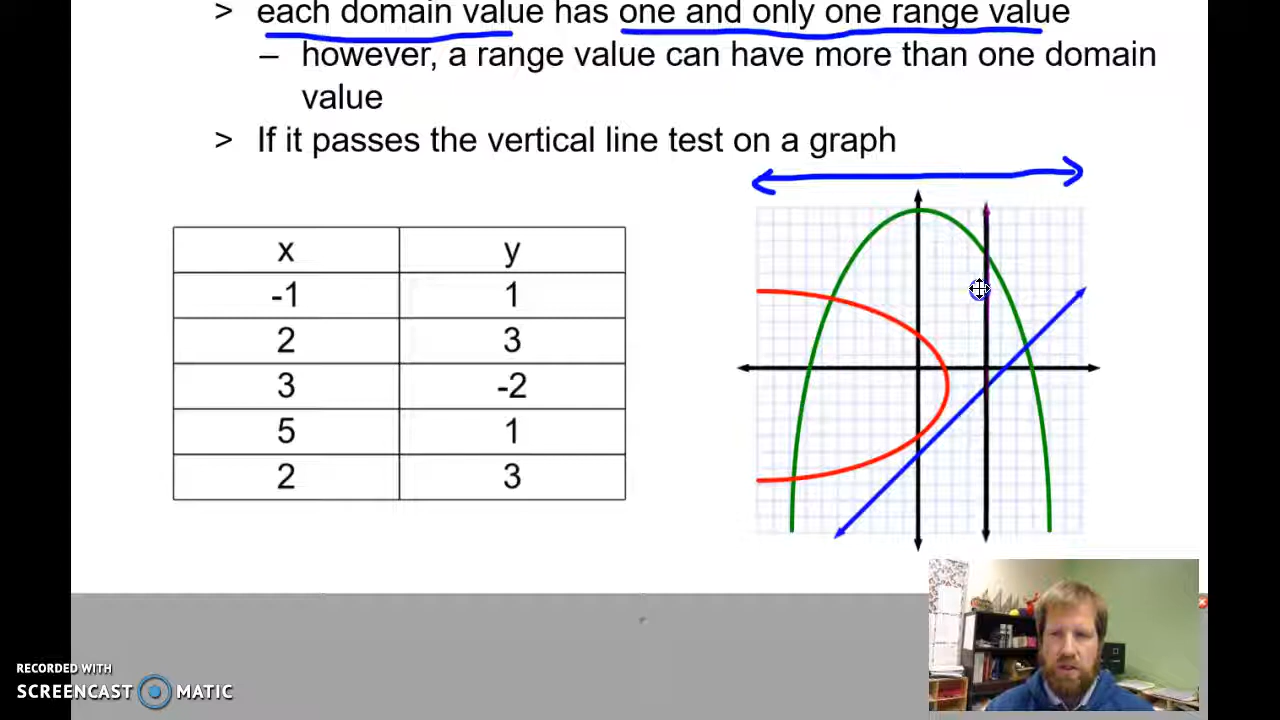 > each domain value has one and only one range value
– however, a range value can have more than one domain
value
> If it passes the vertical line test on a graph
x y
-1 1
2 3
3 -2
5 1
2 3
RECORDED WITH
SCREENCAST MATIC